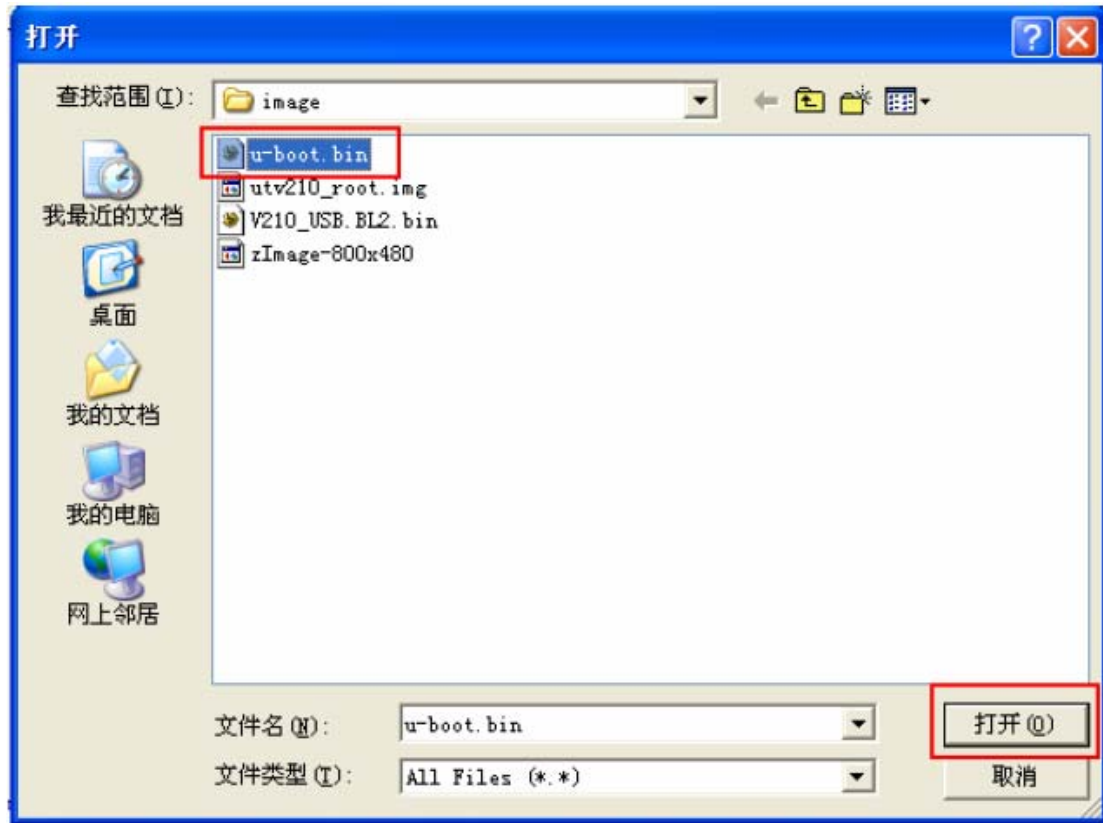 打开
查找范围(I):
image
u-boot.bin
utv210_root.img
V210_USB.BL2.bin
zImage-800x480
我最近的文档
桌面
我的文档
我的电脑
网上邻居
文件名(N):
u-boot.bin
打开(O)
文件类型(T):
All Files (*.*)
取消